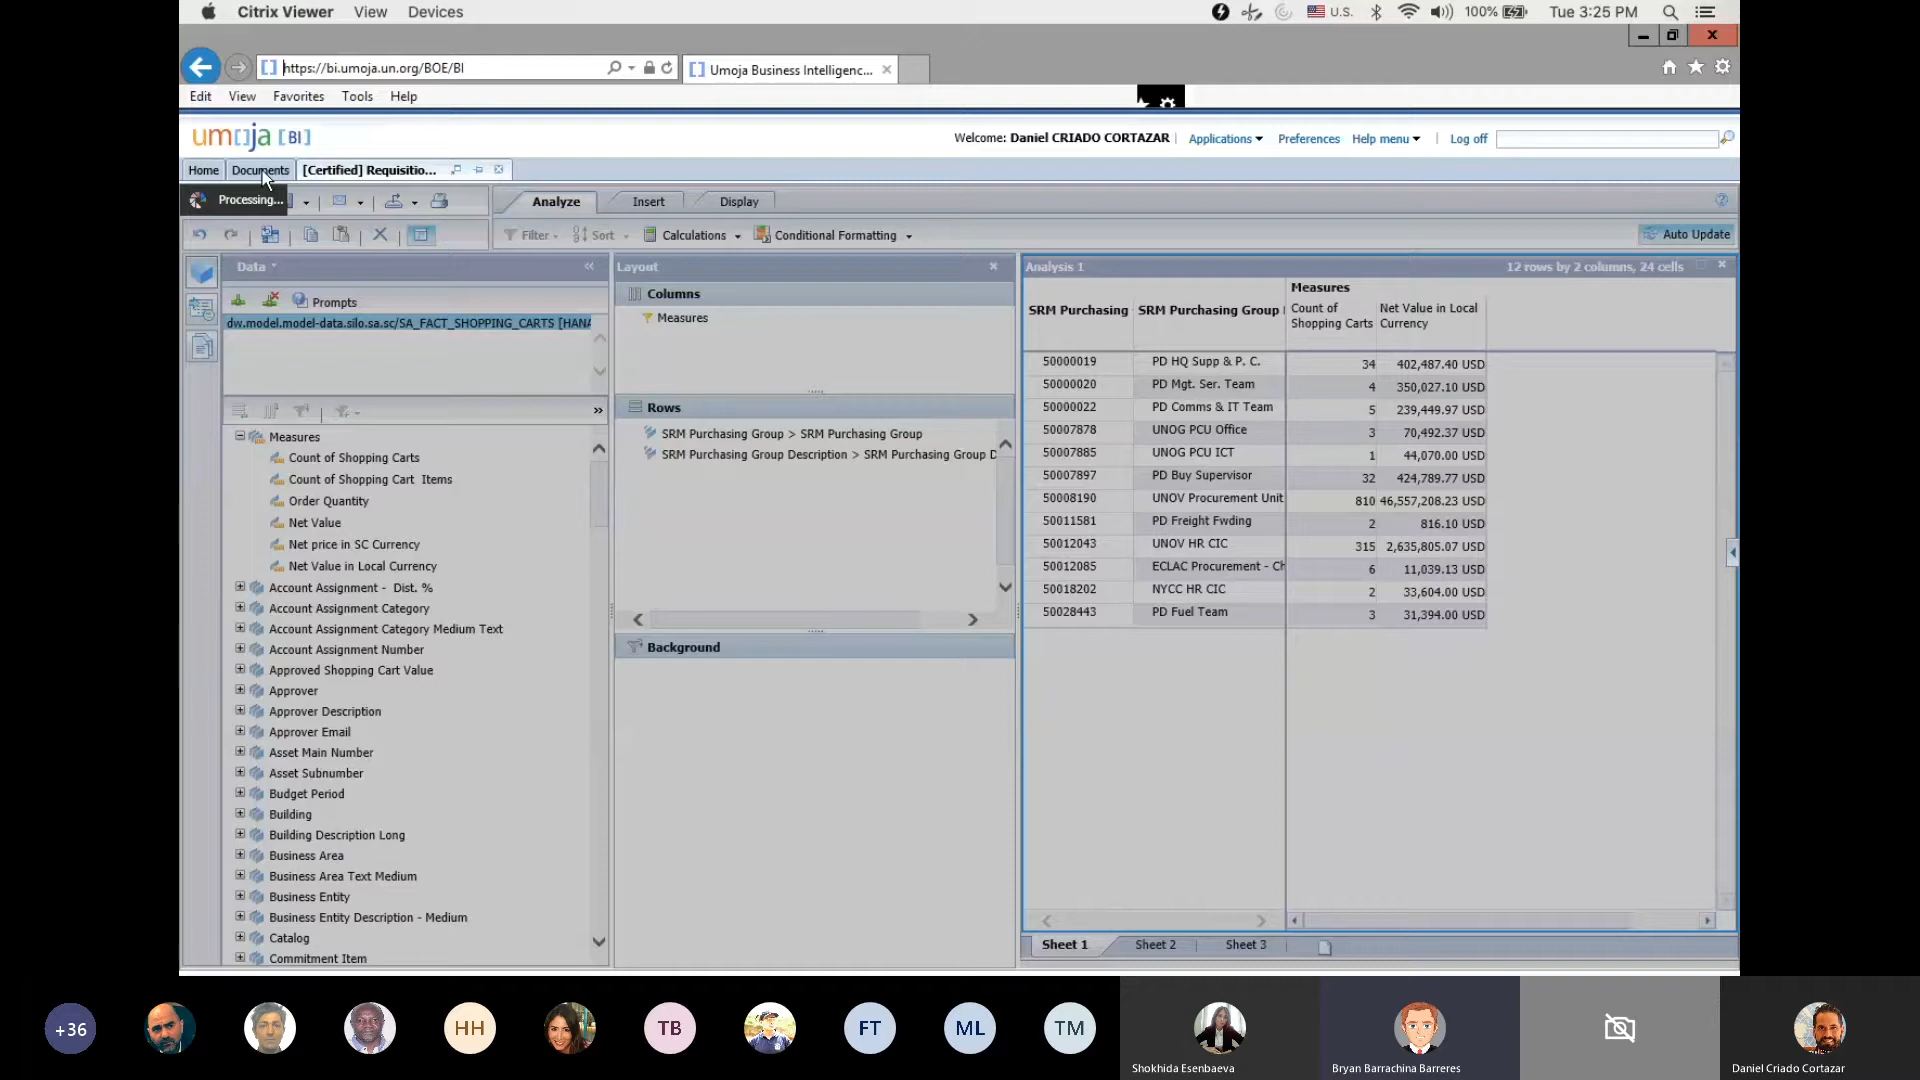 Citrix Viewer View Devices
U.S. 100% Tue 3:25 PM
https://bi.umoja.un.org/BOE/BI
Umoja Business Intelligenc...
Edit View Favorites Tools Help
um[]ja [BI]
Welcome: Daniel CRIADO CORTAZAR Applications Preferences Help menu Log off
Home Documents [Certified] Requisitio...
Processing...
Analyze Insert Display
Filter Sort Calculations Conditional Formatting Auto Update
Data
Prompts
dw.model.model-data.silo.sa.sc/SA_FACT_SHOPPING_CARTS [HANA
Measures
Count of Shopping Carts
Count of Shopping Cart Items
Order Quantity
Net Value
Net price in SC Currency
Net Value in Local Currency
Account Assignment - Dist. %
Account Assignment Category
Account Assignment Category Medium Text
Account Assignment Number
Approved Shopping Cart Value
Approver
Approver Description
Approver Email
Asset Main Number
Asset Subnumber
Budget Period
Building
Building Description Long
Business Area
Business Area Text Medium
Business Entity
Business Entity Description - Medium
Catalog
Commitment Item
Layout
Columns
Measures
Rows
SRM Purchasing Group > SRM Purchasing Group
SRM Purchasing Group Description > SRM Purchasing Group D
Background
Analysis 1 12 rows by 2 columns, 24 cells
Measures
SRM Purchasing SRM Purchasing Group Count of Shopping Carts Net Value in Local Currency
50000019 PD HQ Supp & P. C. 34 402,487.40 USD
50000020 PD Mgt. Ser. Team 4 350,027.10 USD
50000022 PD Comms & IT Team 5 239,449.97 USD
50007878 UNOG PCU Office 3 70,492.37 USD
50007885 UNOG PCU ICT 1 44,070.00 USD
50007897 PD Buy Supervisor 32 424,789.77 USD
50008190 UNOV Procurement Unit 810 46,557,208.23 USD
50011581 PD Freight Fwding 2 816.10 USD
50012043 UNOV HR CIC 315 2,635,805.07 USD
50012085 ECLAC Procurement - Ch 6 11,039.13 USD
50018202 NYCC HR CIC 2 33,604.00 USD
50028443 PD Fuel Team 3 31,394.00 USD
Sheet 1 Sheet 2 Sheet 3
+36 HH TB FT ML TM
Shokhida Esenbaeva Bryan Barrachina Barreres Daniel Criado Cortazar